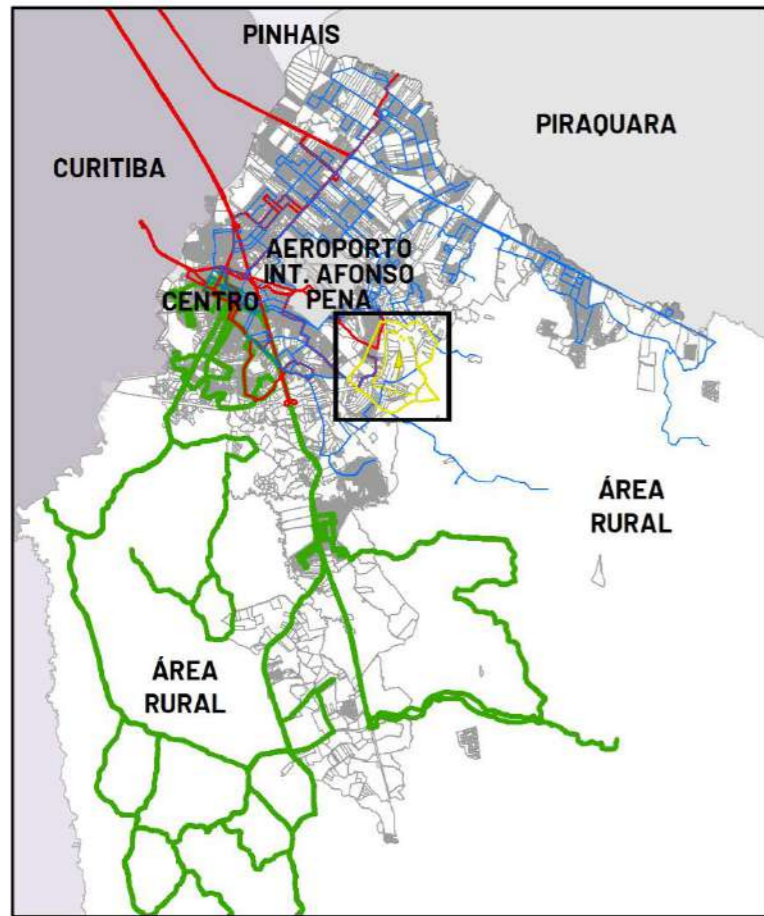 PINHAIS
PIRAQUARA
CURITIBA
AEROPORTO
INT. AFONSO
PENA
CENTRO
ÁREA
RURAL
ÁREA
RURAL